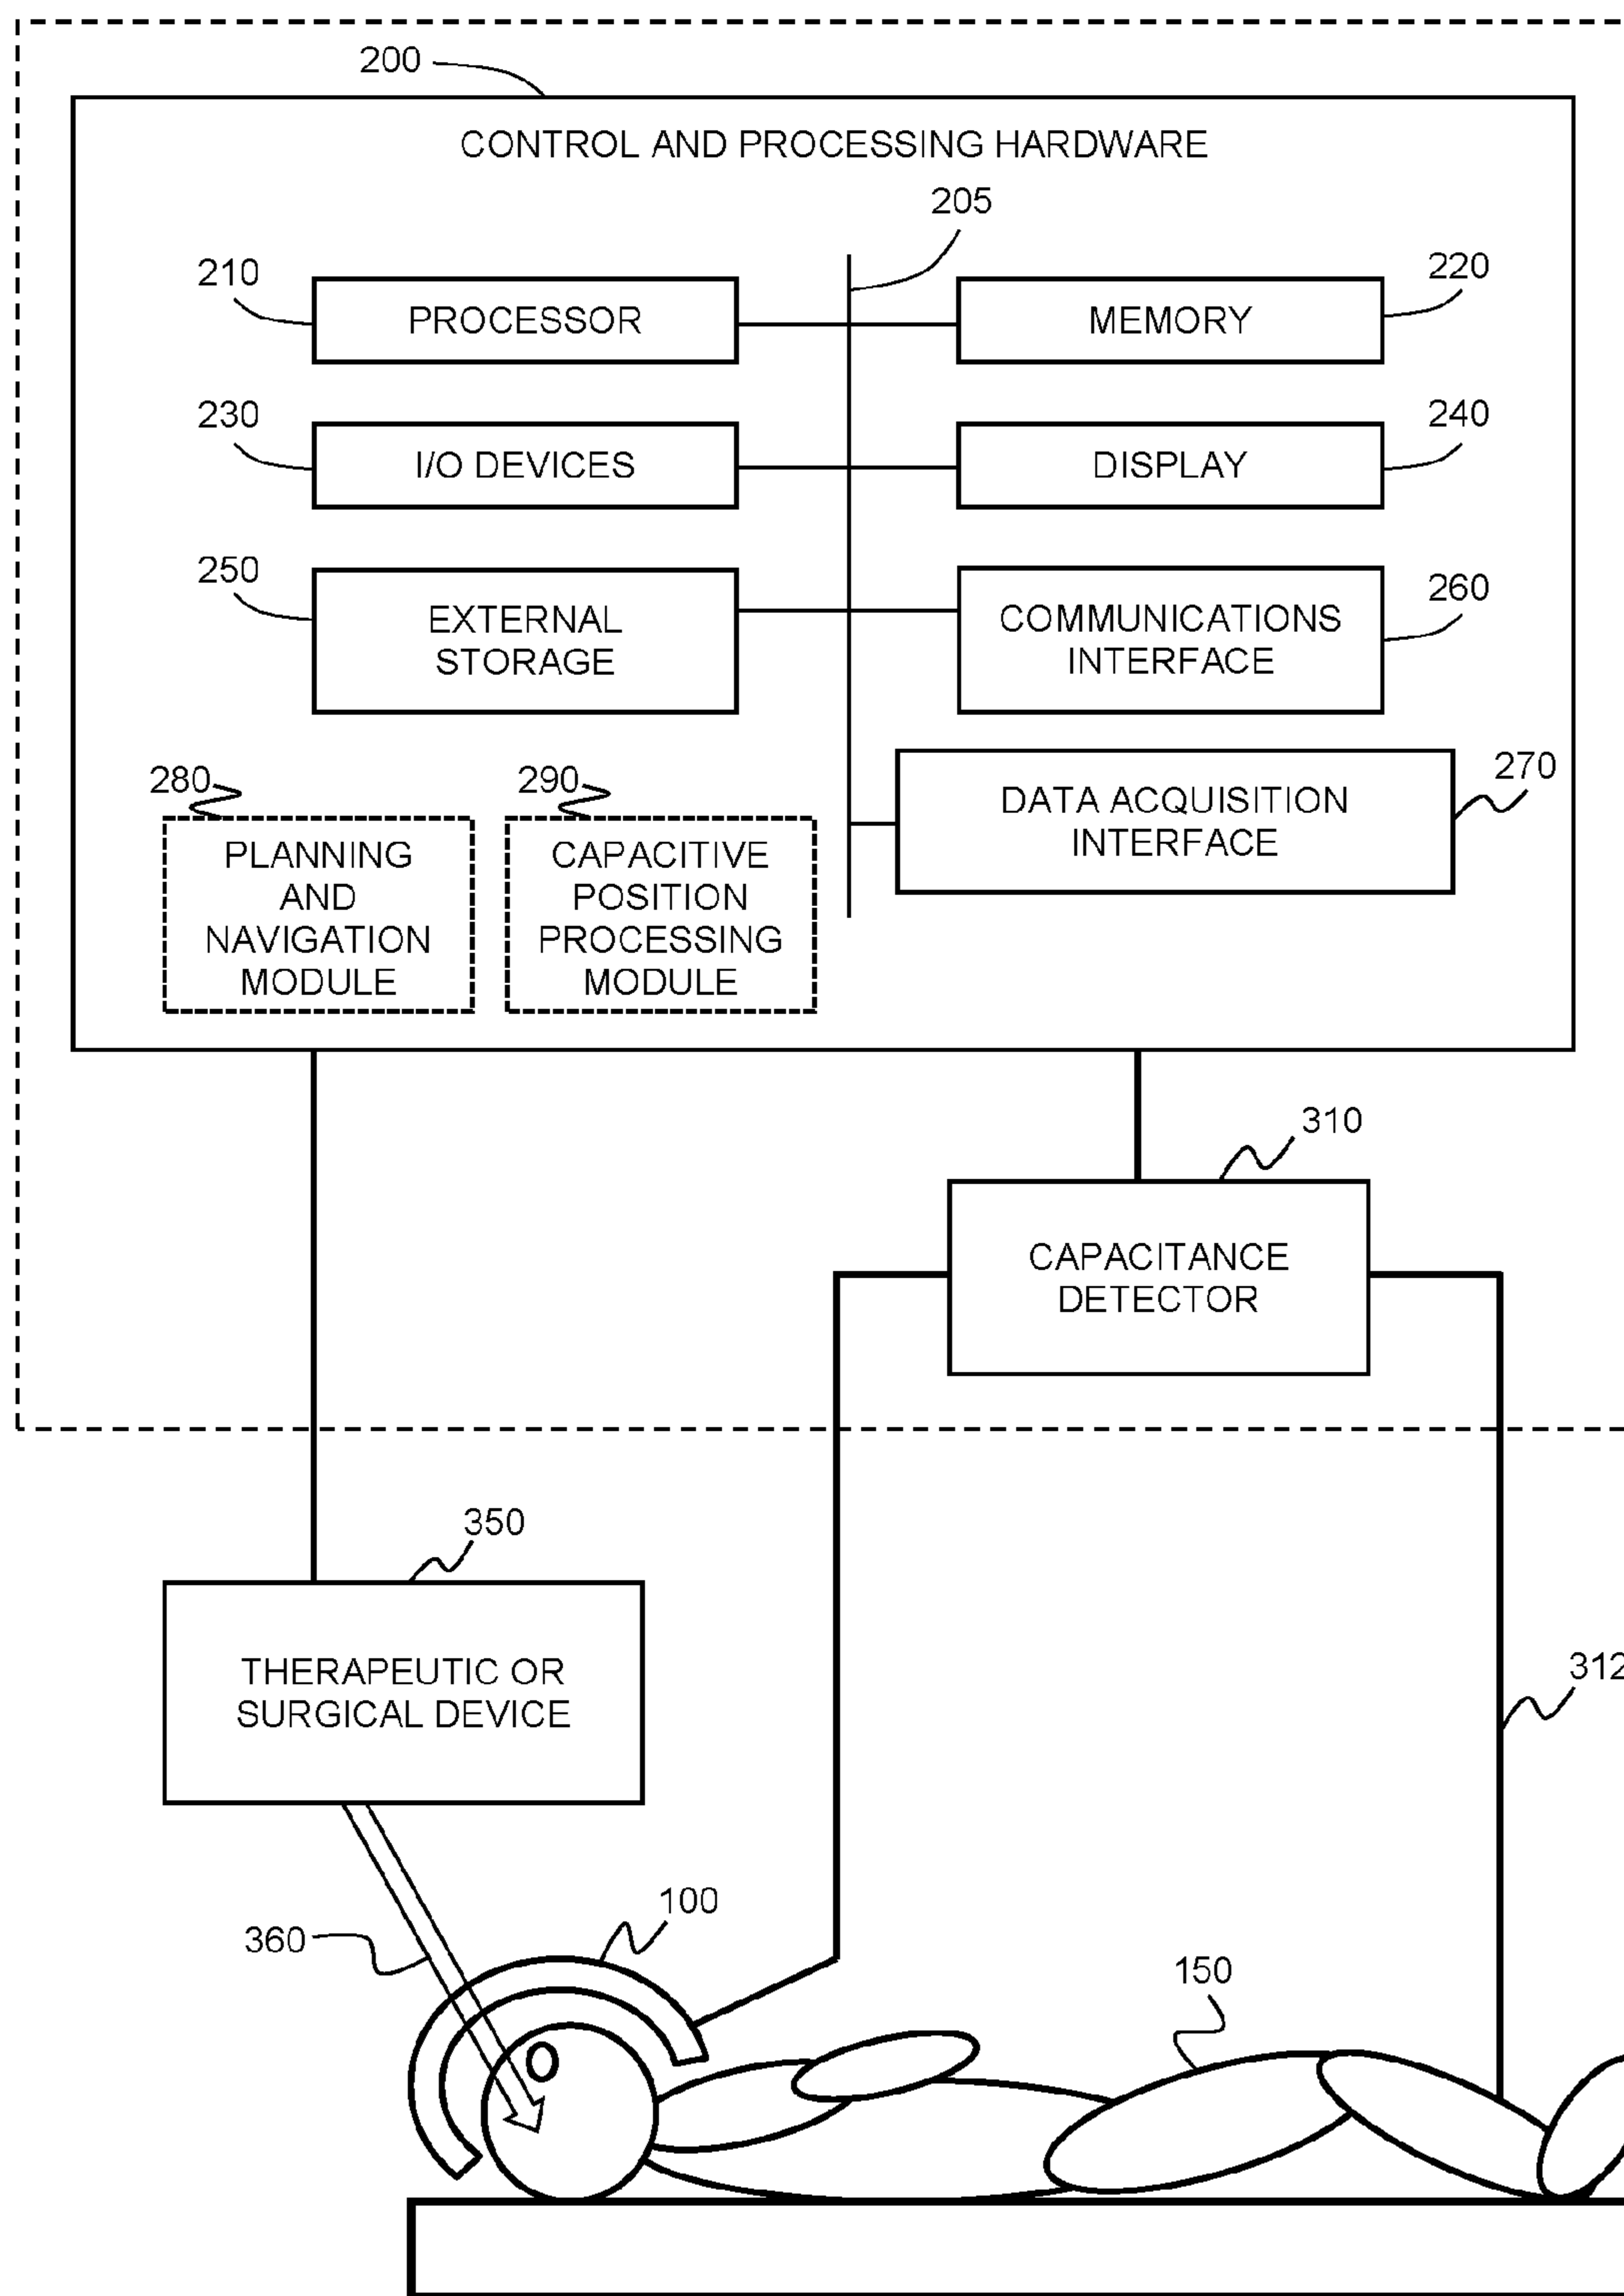 200
CONTROL AND PROCESSING HARDWARE
205
210
PROCESSOR
220
MEMORY
230
I/O DEVICES
240
DISPLAY
250
EXTERNAL
STORAGE
260
COMMUNICATIONS
INTERFACE
270
DATA ACQUISITION
INTERFACE
280
PLANNING
AND
NAVIGATION
MODULE
290
CAPACITIVE
POSITION
PROCESSING
MODULE
310
CAPACITANCE
DETECTOR
350
THERAPEUTIC OR
SURGICAL DEVICE
312
100
360
150